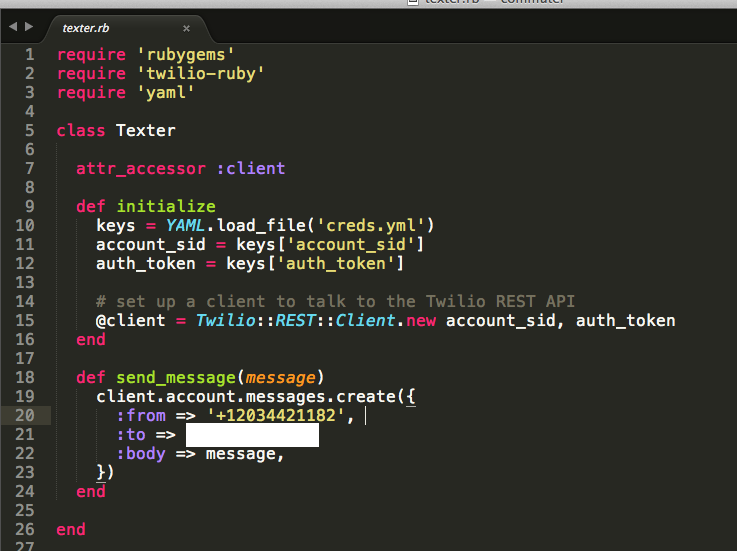 texter.rb — commuter
texter.rb ×
1 require 'rubygems'
2 require 'twilio-ruby'
3 require 'yaml'
4
5 class Texter
6
7 attr_accessor :client
8
9 def initialize
10 keys = YAML.load_file('creds.yml')
11 account_sid = keys['account_sid']
12 auth_token = keys['auth_token']
13
14 # set up a client to talk to the Twilio REST API
15 @client = Twilio::REST::Client.new account_sid, auth_token
16 end
17
18 def send_message(message)
19 client.account.messages.create({
20 :from => '+12034421182',
21 :to =>
22 :body => message,
23 })
24 end
25
26 end
27